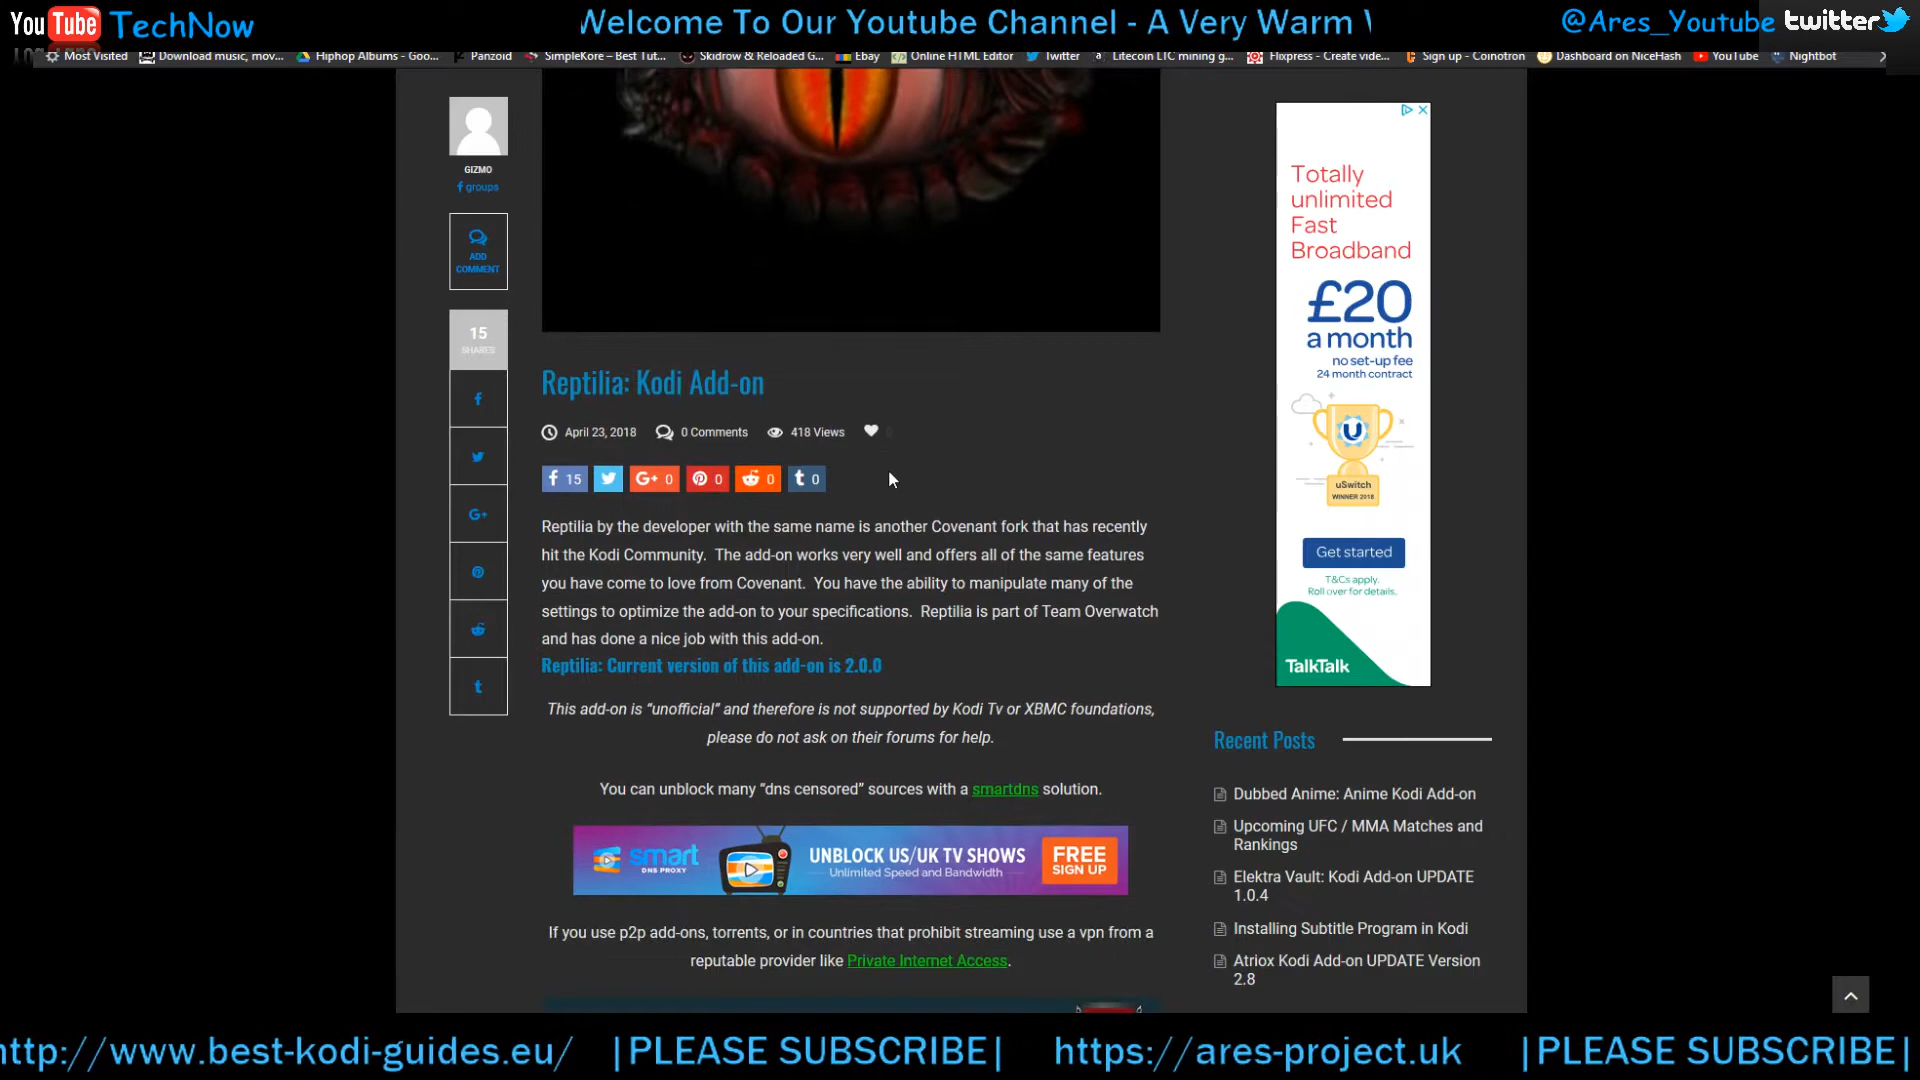 You Tube TechNow
Welcome To Our Youtube Channel - A Very Warm
@Ares_Youtube twitter
Most Visited
Download music, mov...
Hiphop Albums - Goo...
Panzoid
SimpleKore – Best Tut...
Skidrow & Reloaded G...
Ebay
Online HTML Editor
Twitter
Litecoin LTC mining g...
Flixpress - Create vide...
Sign up - Coinotron
Dashboard on NiceHash
YouTube
Nightbot
GIZMO
groups
ADD
COMMENT
15
SHARES
Reptilia: Kodi Add-on
April 23, 2018 0 Comments 418 Views 0
15 G+ 0 0 0 t 0
Reptilia by the developer with the same name is another Covenant fork that has recently
hit the Kodi Community. The add-on works very well and offers all of the same features
you have come to love from Covenant. You have the ability to manipulate many of the
settings to optimize the add-on to your specifications. Reptilia is part of Team Overwatch
and has done a nice job with this add-on.
Reptilia: Current version of this add-on is 2.0.0
This add-on is “unofficial” and therefore is not supported by Kodi Tv or XBMC foundations,
please do not ask on their forums for help.
You can unblock many “dns censored” sources with a smartdns solution.
smart
DNS PROXY
UNBLOCK US/UK TV SHOWS
Unlimited Speed and Bandwidth
FREE
SIGN UP
If you use p2p add-ons, torrents, or in countries that prohibit streaming use a vpn from a
reputable provider like Private Internet Access.
Totally
unlimited
Fast
Broadband
£20
a month
no set-up fee
24 month contract
U
uSwitch
WINNER 2018
Get started
T&Cs apply.
Roll over for details.
TalkTalk
Recent Posts
Dubbed Anime: Anime Kodi Add-on
Upcoming UFC / MMA Matches and
Rankings
Elektra Vault: Kodi Add-on UPDATE
1.0.4
Installing Subtitle Program in Kodi
Atriox Kodi Add-on UPDATE Version
2.8
http://www.best-kodi-guides.eu/ |PLEASE SUBSCRIBE| https://ares-project.uk |PLEASE SUBSCRIBE|